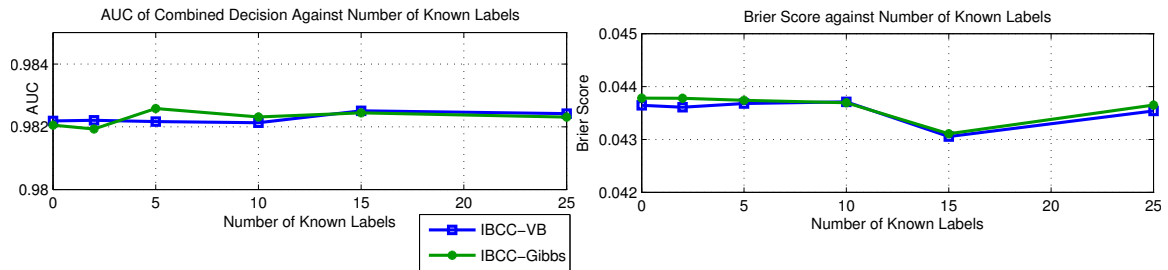 AUC of Combined Decision Against Number of Known Labels
0.984
0.982
0.98
AUC
0 5 10 15 20 25
Number of Known Labels
IBCC−VB
IBCC−Gibbs
Brier Score against Number of Known Labels
0.045
0.044
0.043
0.042
Brier Score
0 5 10 15 20 25
Number of Known Labels